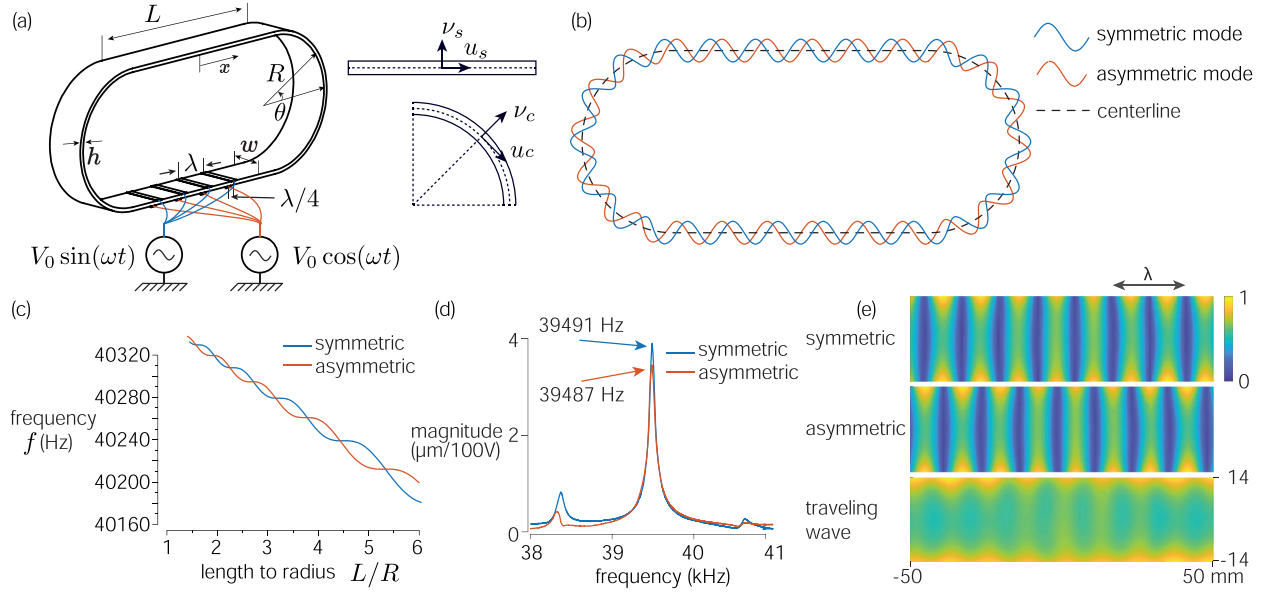 (a)
L
x
R
θ
h
λ
w
λ/4
V₀ sin(ωt)
V₀ cos(ωt)
νₛ
uₛ
ν_c
u_c
(b)
symmetric mode
asymmetric mode
centerline
(c)
symmetric
asymmetric
frequency
f (Hz)
40320
40280
40240
40200
40160
1
2
3
4
5
6
length to radius L/R
(d)
39491 Hz
39487 Hz
symmetric
asymmetric
magnitude
(µm/100V)
4
2
0
38
39
40
41
frequency (kHz)
(e)
λ
symmetric
1
0
asymmetric
14
traveling
wave
-14
-50
50 mm